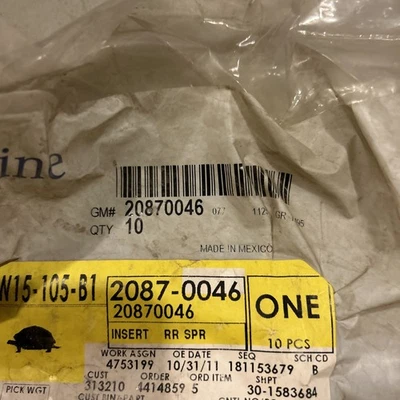 GM# 20870046
QTY 10
MADE IN MEXICO
W15-105-B1 2087-0046 ONE
20870046
INSERT RR SPR 10 PCS
WORK ASGN OE DATE SEQ SCH CD
4753199 10/31/11 181153679 B
CUST ORDER ORD ITEM SHPT
313210 1414859 5 30-1583684
PICK WGT